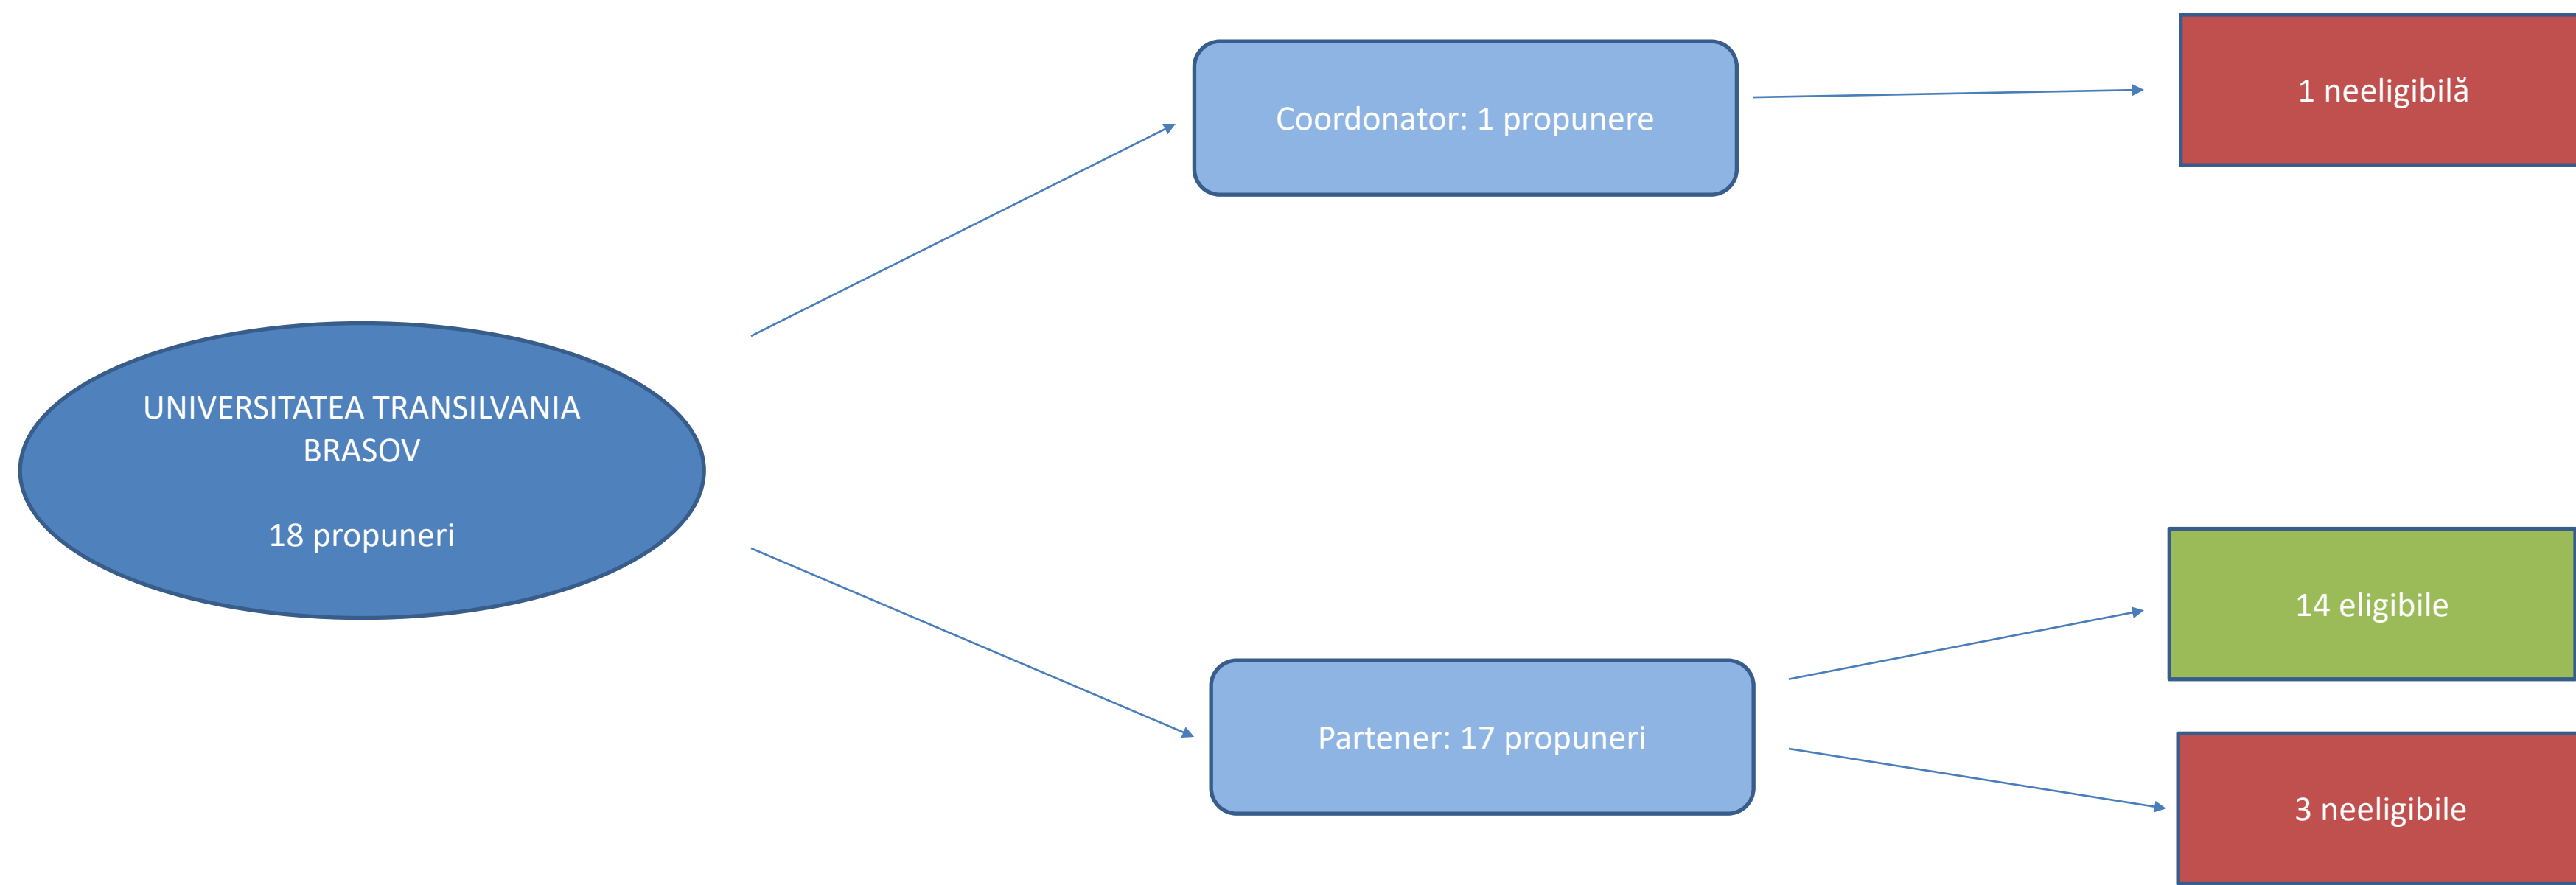 Coordonator: 1 propunere
1 neeligibilă
UNIVERSITATEA TRANSILVANIA
BRASOV
18 propuneri
14 eligibile
Partener: 17 propuneri
3 neeligibile